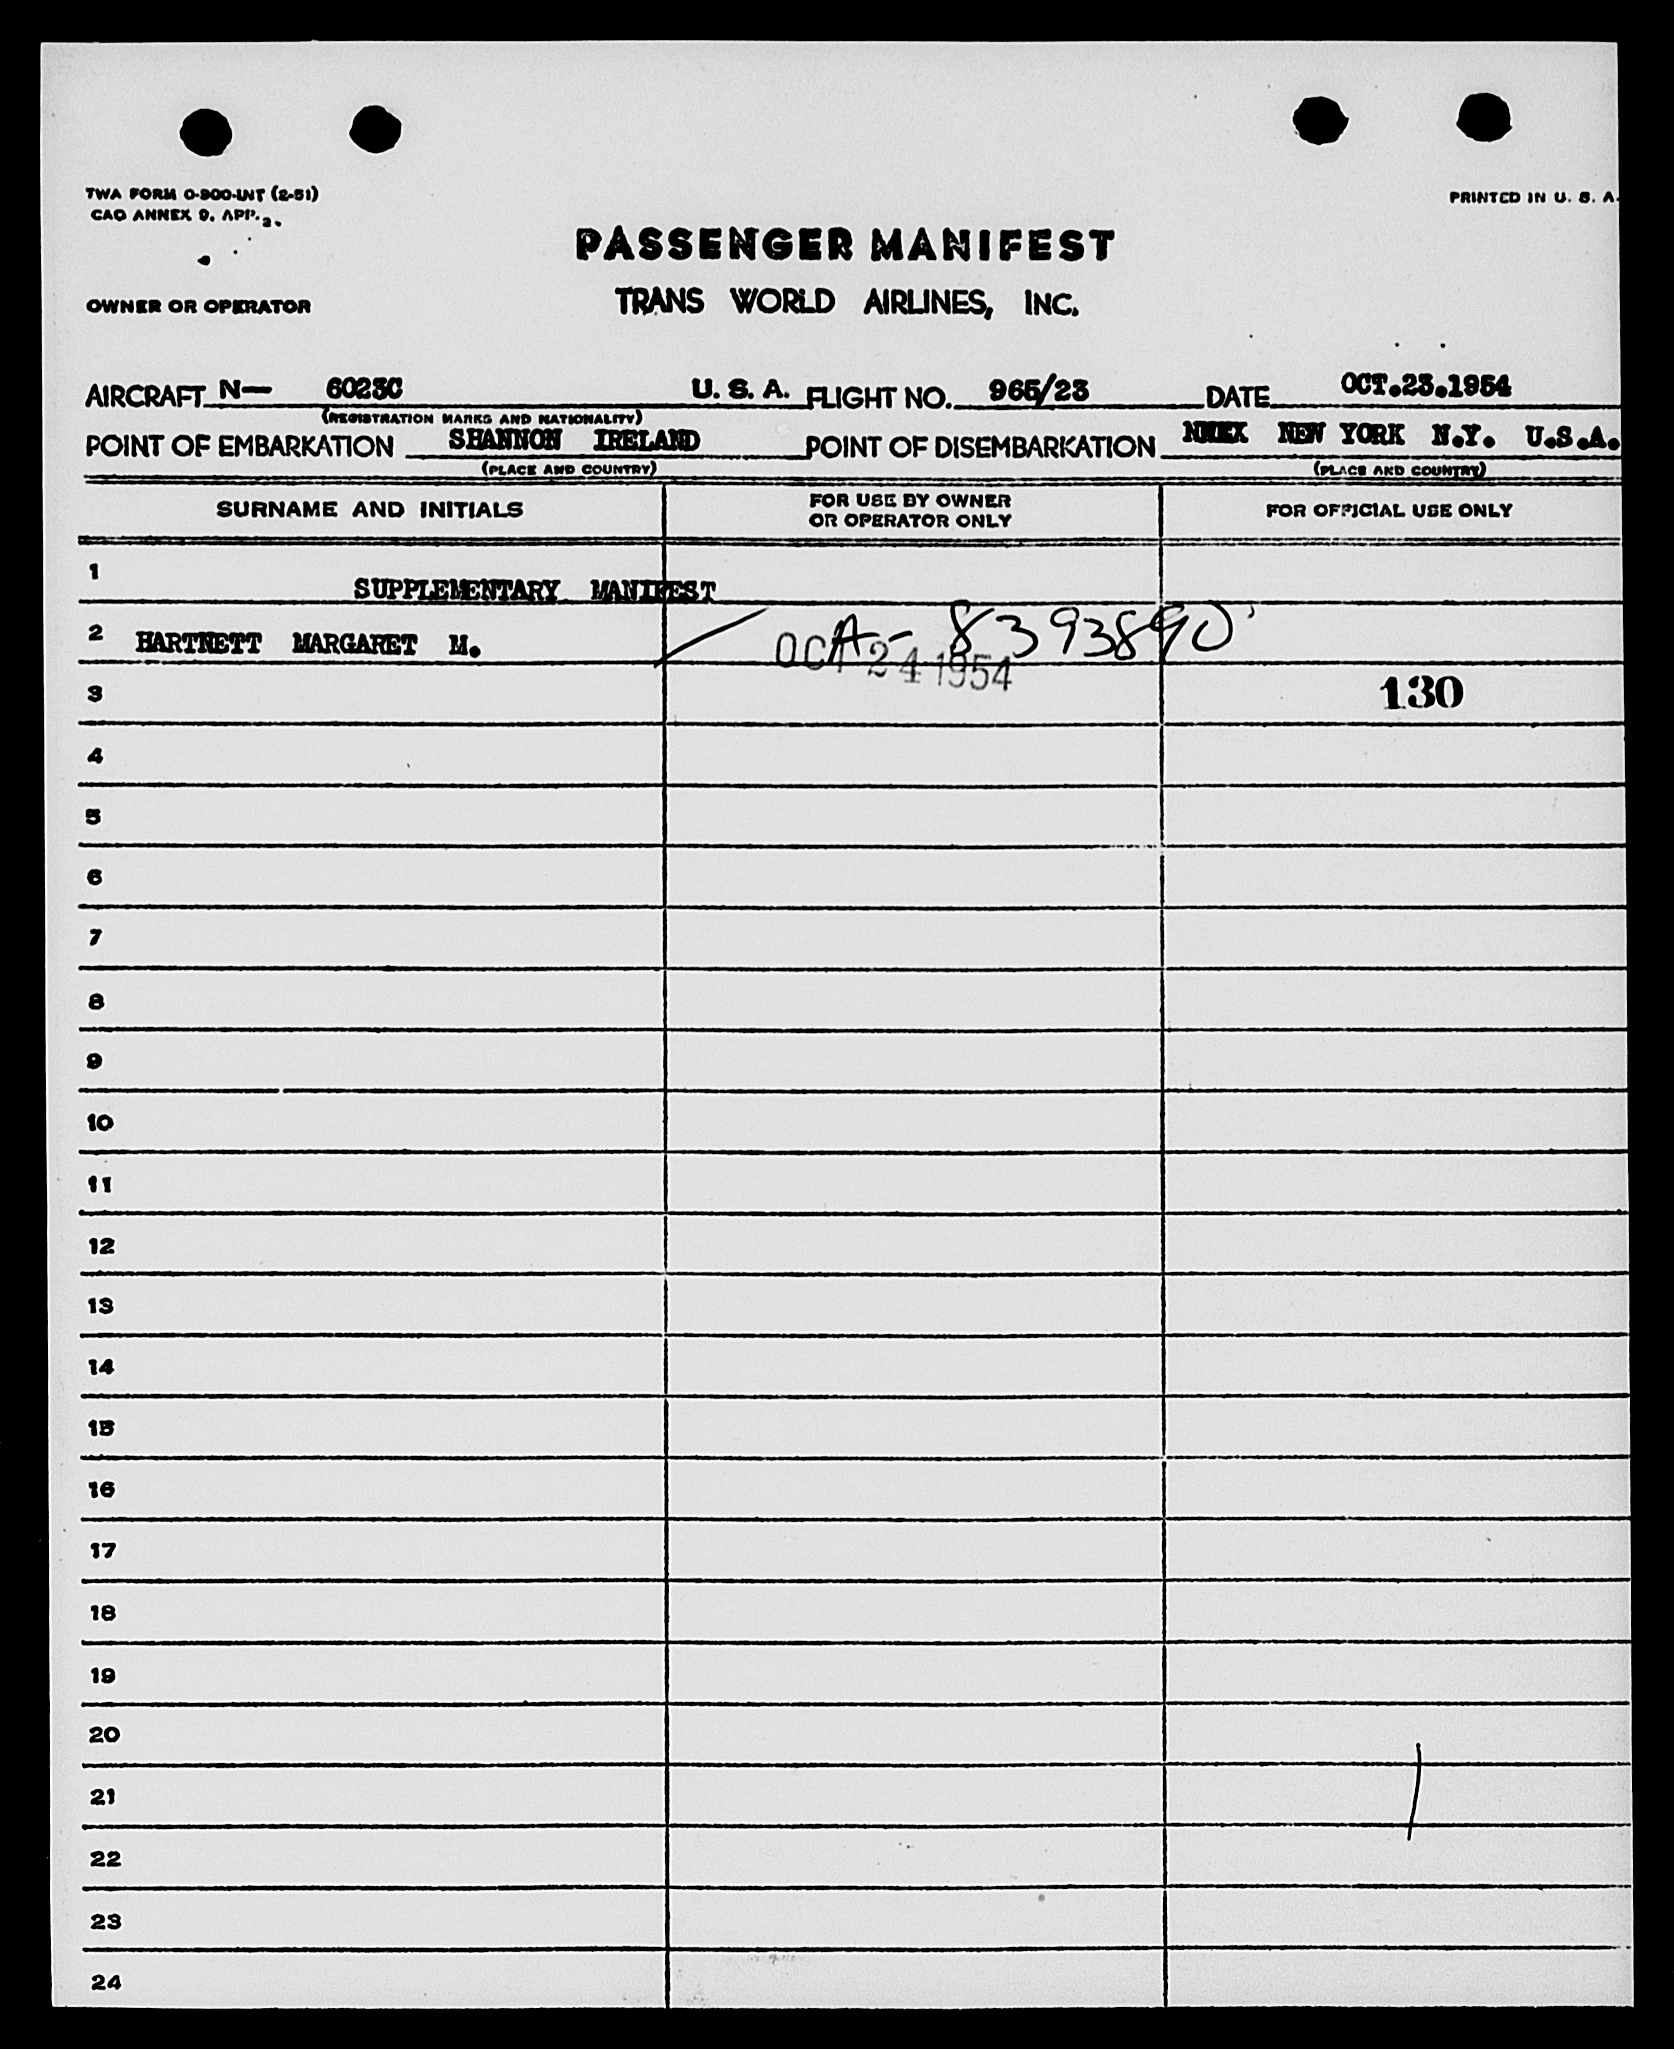 TWA FORM O-900-INT (2-51)
PRINTED IN U. S. A.
CAO ANNEX 9. APP. 2.
PASSENGER MANIFEST
OWNER OR OPERATOR
TRANS WORLD AIRLINES, INC.
AIRCRAFT N— 6023C U. S. A. FLIGHT NO. 965/23 DATE OCT.23.1954
(REGISTRATION MARKS AND NATIONALITY)
POINT OF EMBARKATION SHANNON IRELAND POINT OF DISEMBARKATION NEW YORK N.Y. U.S.A.
(PLACE AND COUNTRY) (PLACE AND COUNTRY)
SURNAME AND INITIALS FOR USE BY OWNER OR OPERATOR ONLY FOR OFFICIAL USE ONLY
1 SUPPLEMENTARY MANIFEST
2 HARTNETT MARGARET M. A-8393890
OCT 24 1954
3 130
4
5
6
7
8
9
10
11
12
13
14
15
16
17
18
19
20
21
22
23
24